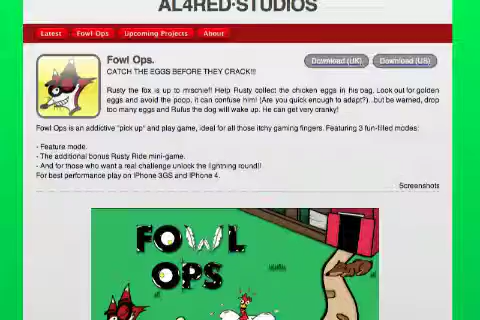 AL4RED·STUDIOS
Latest Fowl Ops Upcoming Projects About
Fowl Ops. Download (UK) Download (US)
CATCH THE EGGS BEFORE THEY CRACK!!!
Rusty the fox is up to mischief! Help Rusty collect the chicken eggs in his bag. Look out for golden
eggs and avoid the poop, it can confuse him! (Are you quick enough to adapt?)...but be warned, drop
too many eggs and Rufus the dog will wake up. He can get very cranky!
Fowl Ops is an addictive "pick up" and play game, ideal for all those itchy gaming fingers. Featuring 3 fun-filled modes:
- Feature mode.
- The additional bonus Rusty Ride mini-game.
- And for those who want a real challenge unlock the lightning round!!
For best performance play on iPhone 3GS and iPhone 4.
Screenshots
FOWL
OPS